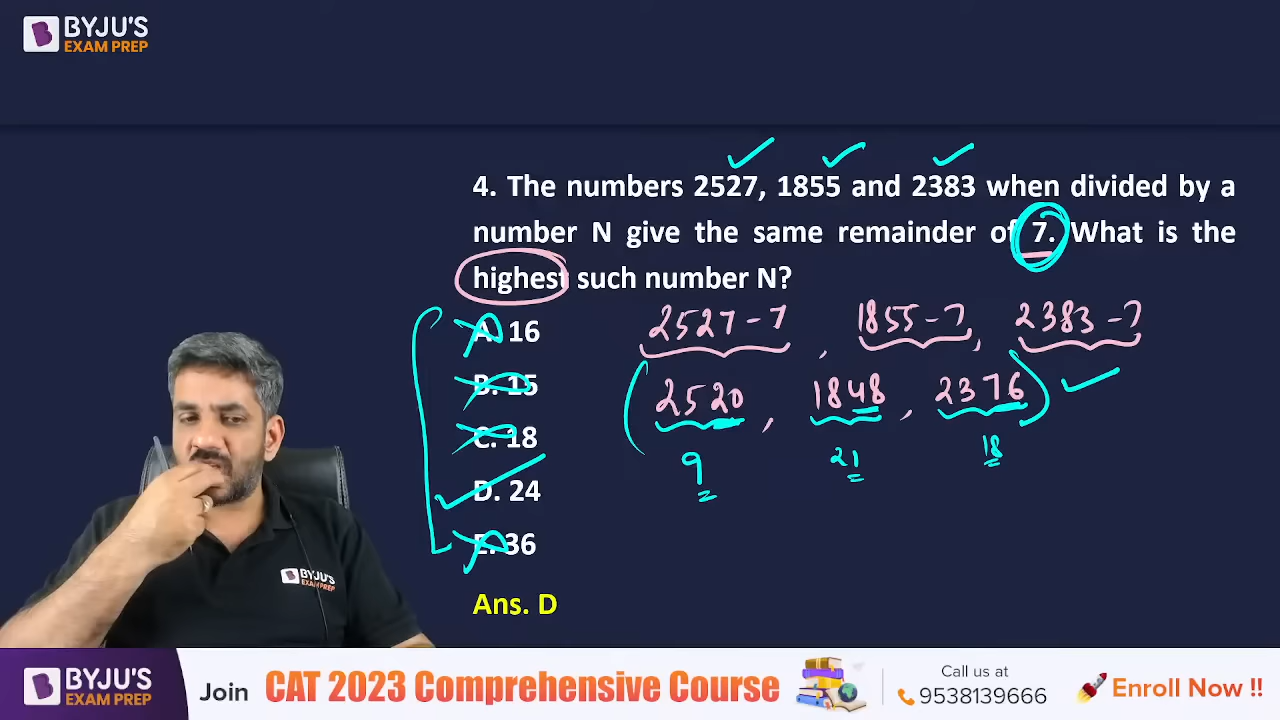 BYJU'S
EXAM PREP
4. The numbers 2527, 1855 and 2383 when divided by a
number N give the same remainder of 7. What is the
highest such number N?
2527-7, 1855-7, 2383-7
A. 16
B. 15
2520, 1848, 2376
C. 18
9 21 18
D. 24
E. 36
BYJU'S
EXAM PREP
Ans. D
BYJU'S
EXAM PREP
Join CAT 2023 Comprehensive Course
Call us at
9538139666
Enroll Now !!